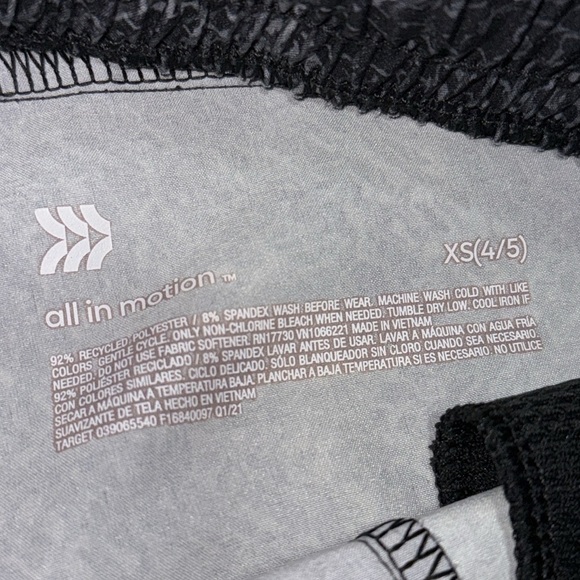 XS(4/5)
all in motion ™
92% RECYCLED POLYESTER / 8% SPANDEX WASH BEFORE WEAR. MACHINE WASH COLD WITH LIKE
COLORS GENTLE CYCLE. ONLY NON-CHLORINE BLEACH WHEN NEEDED. TUMBLE DRY LOW. COOL IRON IF
NEEDED. DO NOT USE FABRIC SOFTENER. RN17730 VN1066221 MADE IN VIETNAM
92% POLIÉSTER RECICLADO / 8% SPANDEX LAVAR ANTES DE USAR. LAVAR A MÁQUINA CON AGUA FRÍA
CON COLORES SIMILARES. CICLO DELICADO. SÓLO BLANQUEADOR SIN CLORO CUANDO SEA NECESARIO
SECAR A MÁQUINA A TEMPERATURA BAJA. PLANCHAR A BAJA TEMPERATURA SI ES NECESARIO. NO UTILICE
SUAVIZANTE DE TELA HECHO EN VIETNAM
TARGET 039065540 F16840097 Q1/21